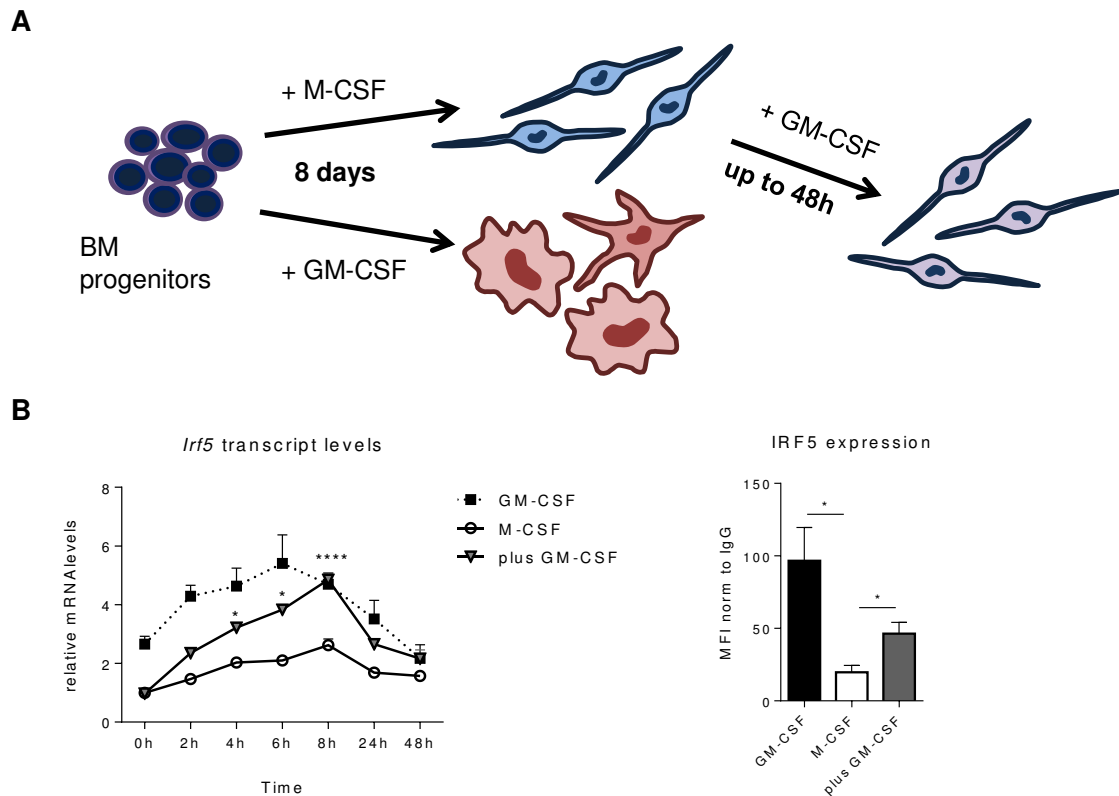 A
+ M-CSF
8 days
+ GM-CSF
BM
progenitors
+ GM-CSF
up to 48h
B
Irf5 transcript levels
relative mRNAlevels
8
6
4
2
0
*
*
****
0h 2h 4h 6h 8h 24h 48h
Time
GM-CSF
M-CSF
plus GM-CSF
IRF5 expression
MFI norm to IgG
150
100
50
0
*
*
GM-CSF
M-CSF
plus GM-CSF